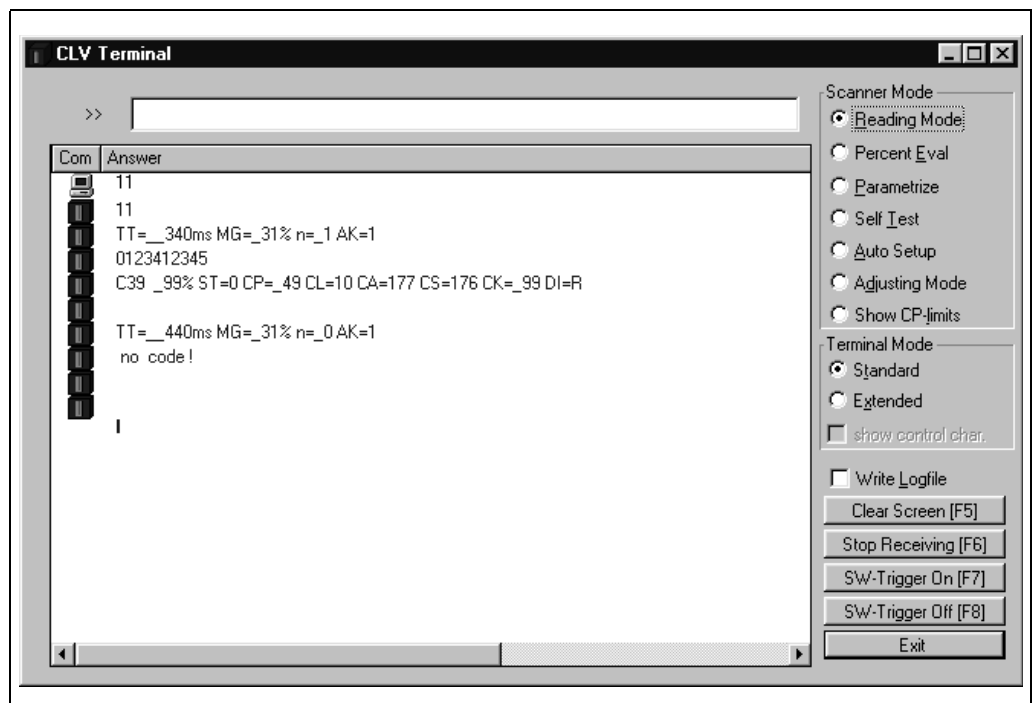 CLV Terminal
>>
Com Answer
11
11
TT=__340ms MG=_31% n=_1 AK=1
0123412345
C39 _99% ST=0 CP=_49 CL=10 CA=177 CS=176 CK=_99 DI=R
TT=__440ms MG=_31% n=_0 AK=1
no code!
Scanner Mode
Reading Mode
Percent Eval
Parametrize
Self Test
Auto Setup
Adjusting Mode
Show CP-limits
Terminal Mode
Standard
Extended
show control char.
Write Logfile
Clear Screen [F5]
Stop Receiving [F6]
SW-Trigger On [F7]
SW-Trigger Off [F8]
Exit